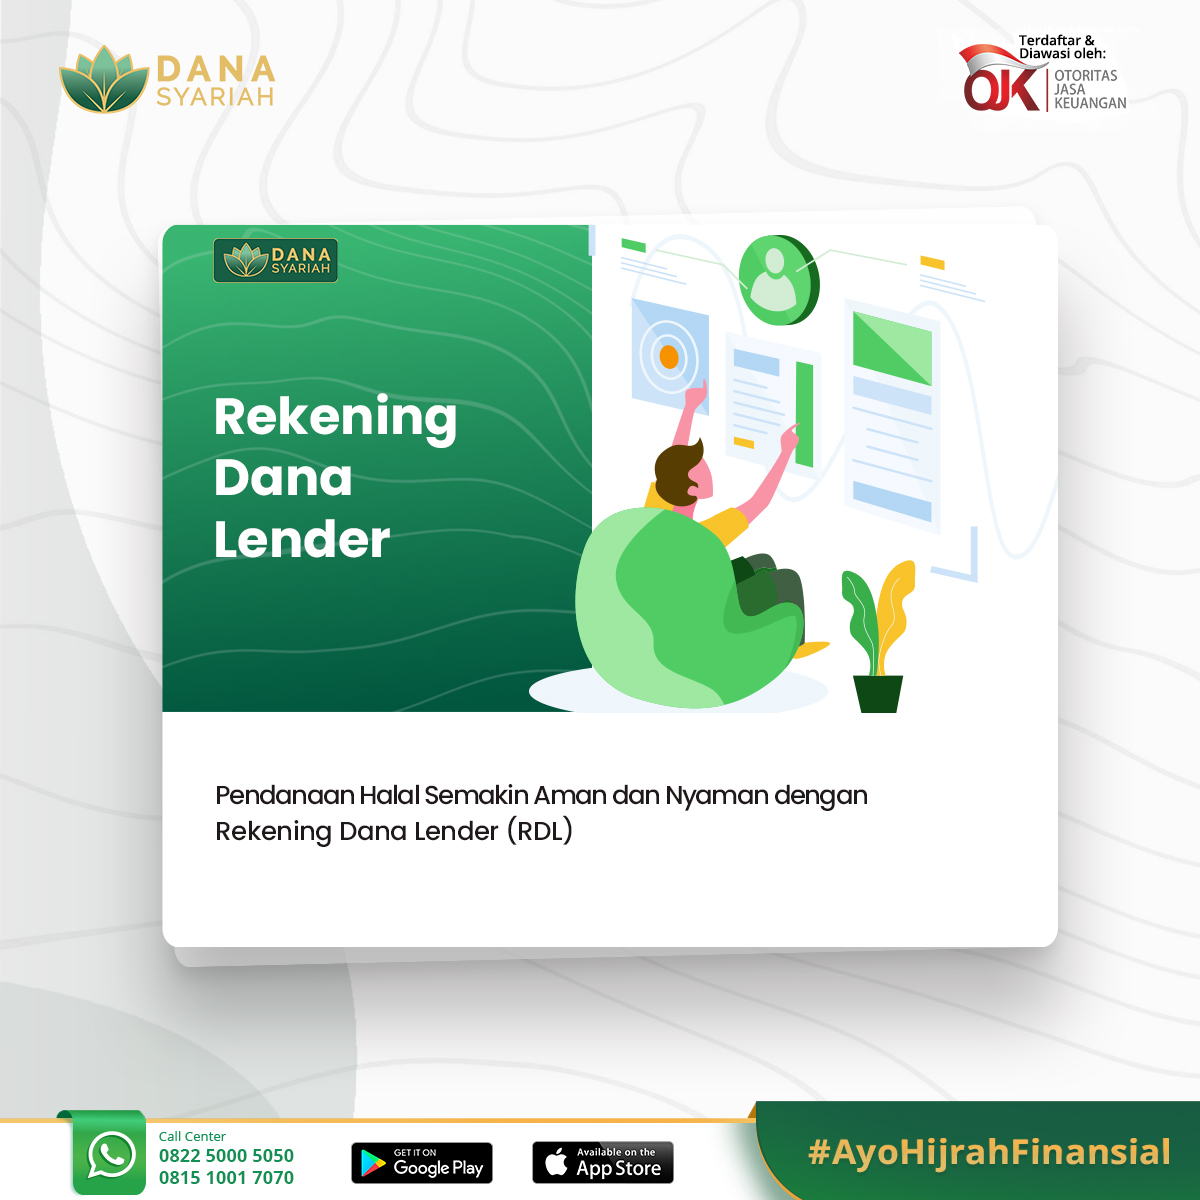 DANA
SYARIAH
Terdaftar &
Diawasi oleh:
OJK
OTORITAS
JASA
KEUANGAN
DANA
SYARIAH
Rekening
Dana
Lender
Pendanaan Halal Semakin Aman dan Nyaman dengan
Rekening Dana Lender (RDL)
Call Center
0822 5000 5050
0815 1001 7070
GET IT ON
Google Play
Available on the
App Store
#AyoHijrahFinansial